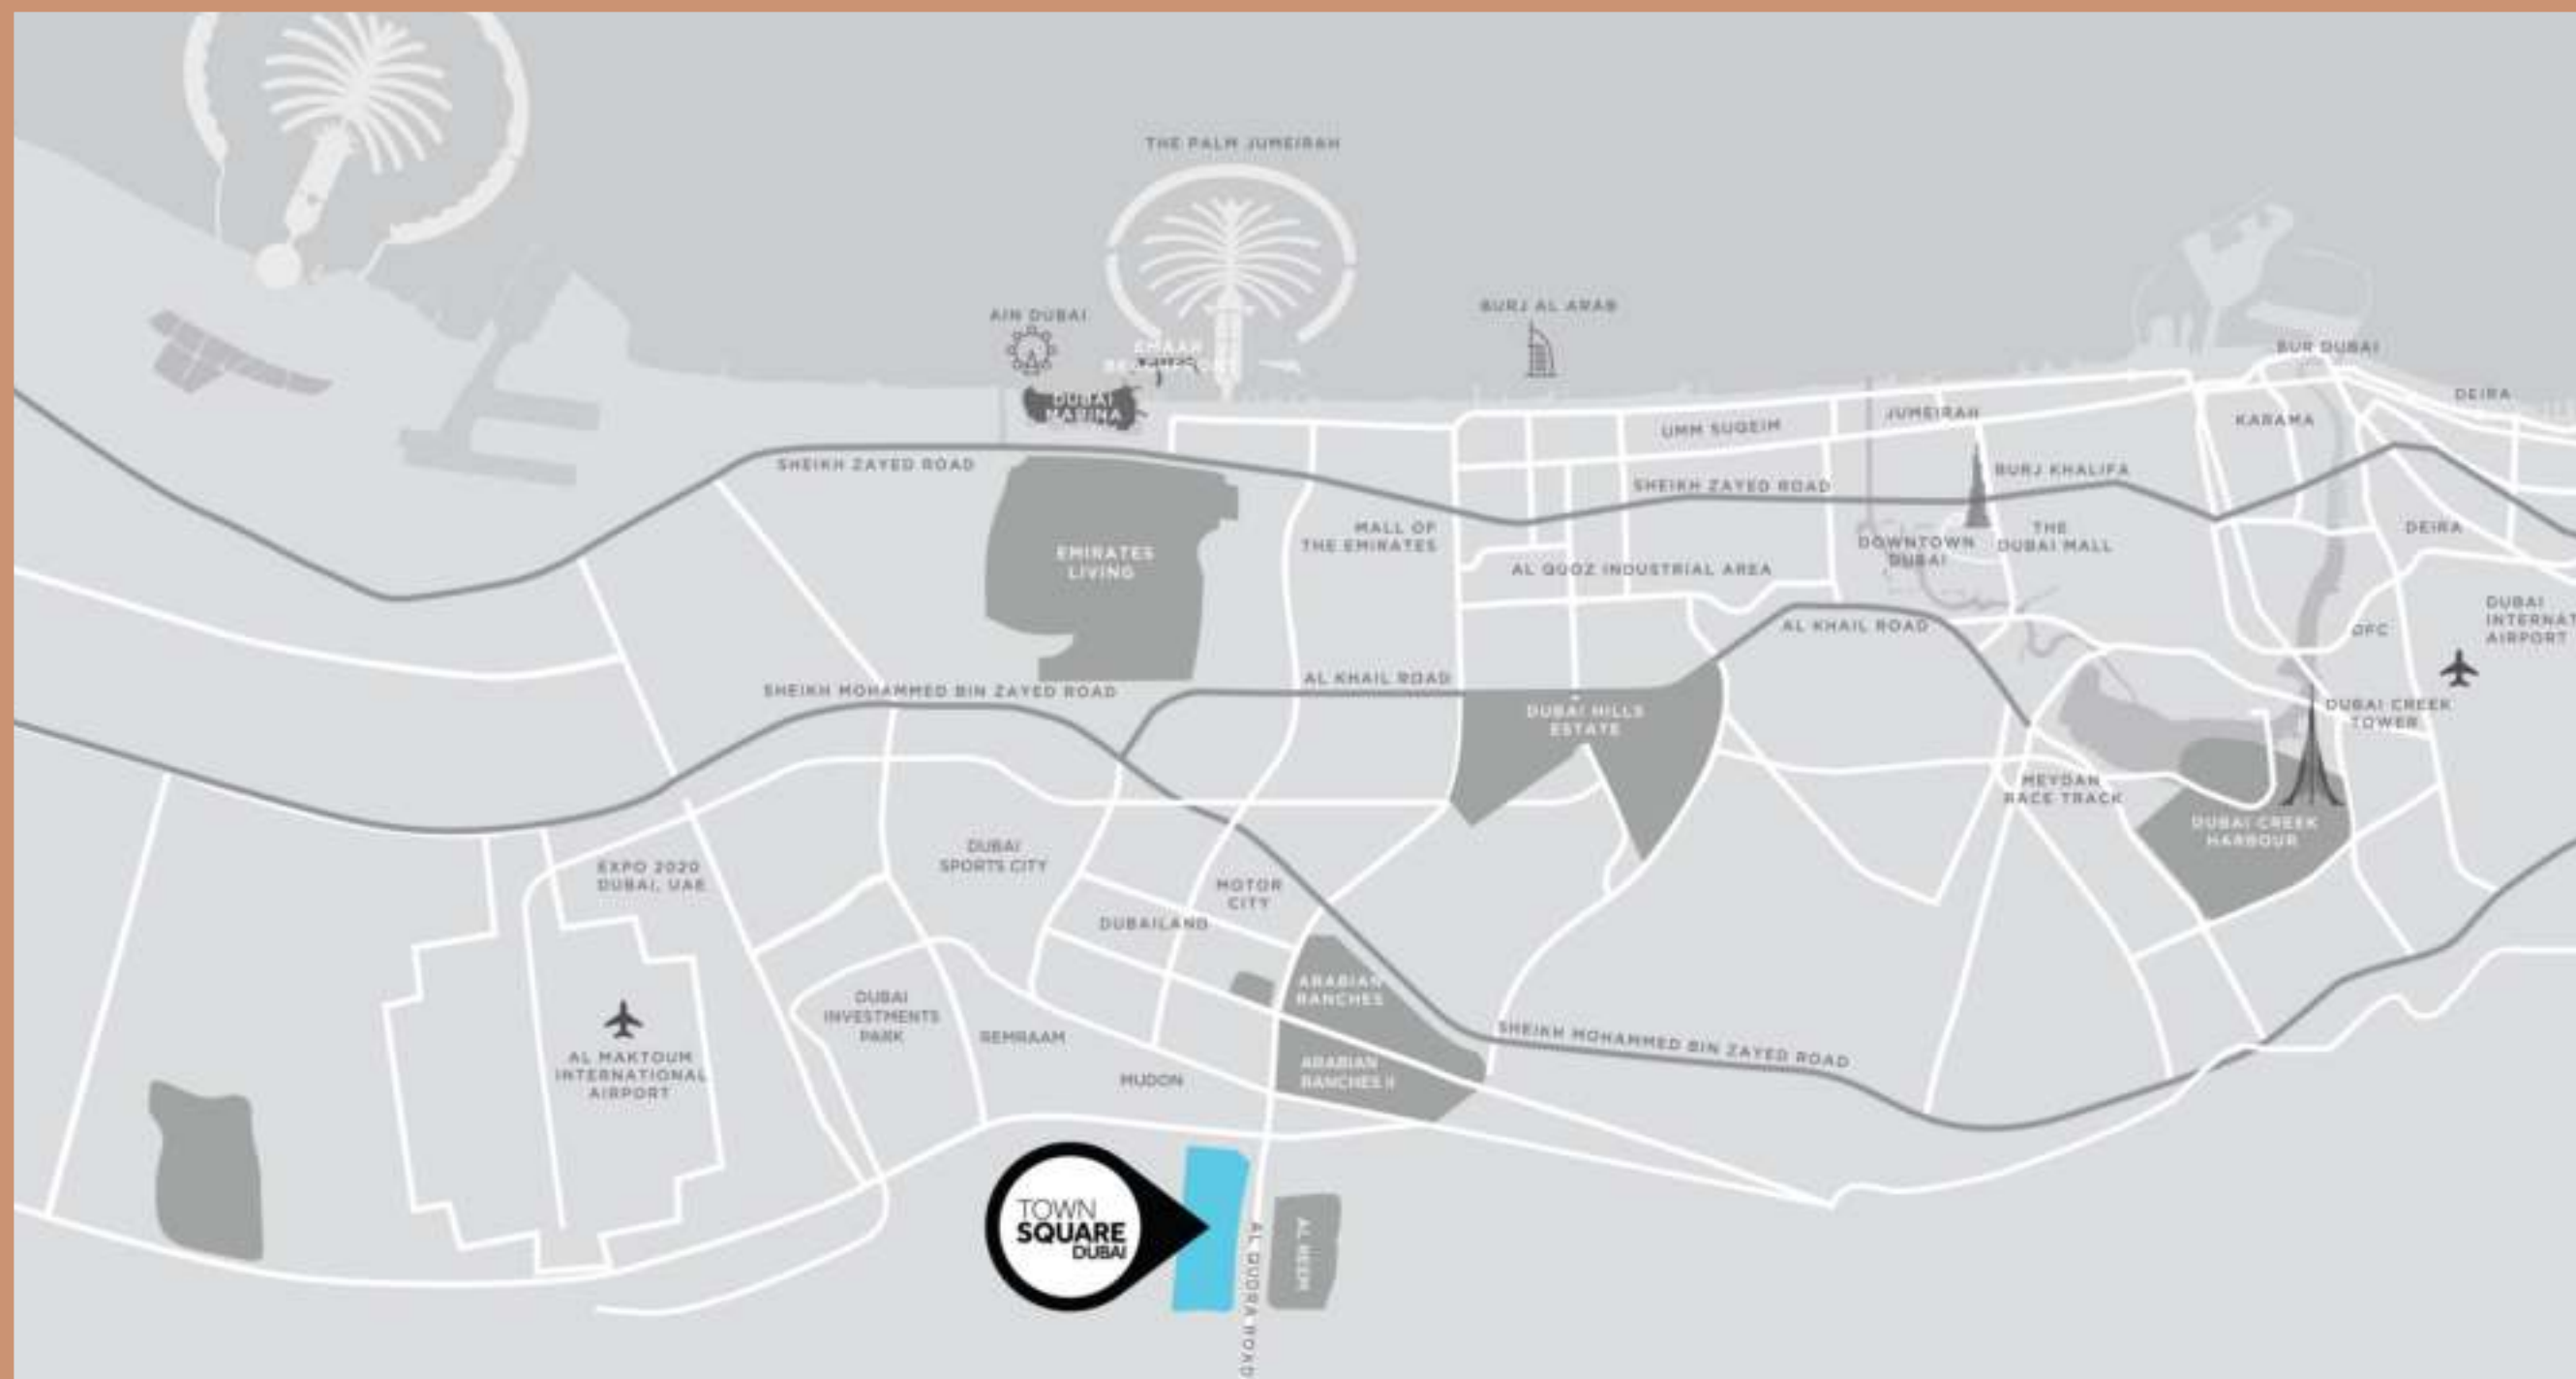 THE PALM JUMEIRAH
AIN DUBAI
BURJ AL ARAB
EMAAR
DUBAI
MARINA
BUR DUBAI
DEIRA
JUMEIRAH
KARAMA
UMM SUQEIM
SHEIKH ZAYED ROAD
BURJ KHALIFA
SHEIKH ZAYED ROAD
MALL OF
THE EMIRATES
THE
DUBAI MALL
DEIRA
DOWNTOWN
DUBAI
EMIRATES
LIVING
AL QUOZ INDUSTRIAL AREA
DUBAI
INTERNAT
AIRPORT
AL KHAIL ROAD
DFC
AL KHAIL ROAD
SHEIKH MOHAMMED BIN ZAYED ROAD
DUBAI HILLS
ESTATE
DUBAI CREEK
TOWER
MEYDAN
RACE TRACK
DUBAI CREEK
HARBOUR
EXPO 2020
DUBAI, UAE
DUBAI
SPORTS CITY
MOTOR
CITY
DUBAILAND
ARABIAN
RANCHES
DUBAI
INVESTMENTS
PARK
REMRAAM
SHEIKH MOHAMMED BIN ZAYED ROAD
AL MAKTOUM
INTERNATIONAL
AIRPORT
MUDON
ARABIAN
RANCHES II
TOWN
SQUARE
DUBAI
AL QUDRA ROAD
AL REEM